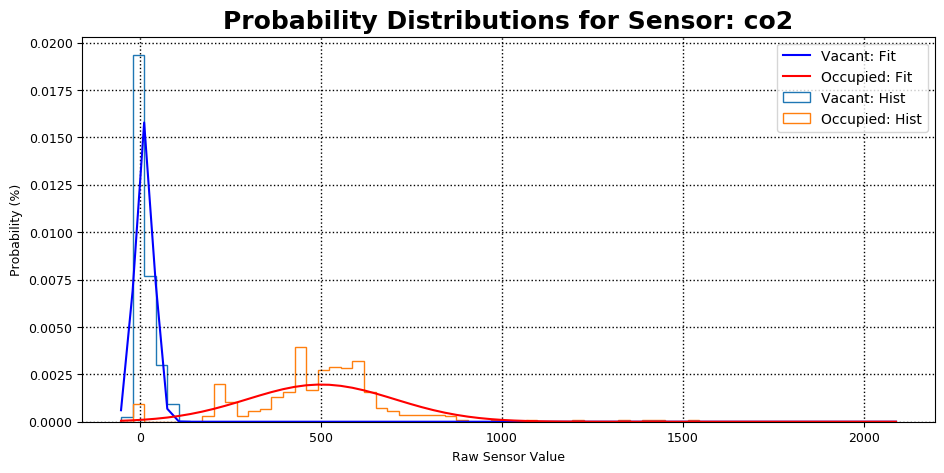 Probability Distributions for Sensor: co2
0.0200
0.0175
0.0150
0.0125
0.0100
0.0075
0.0050
0.0025
0.0000
Probability (%)
Vacant: Fit
Occupied: Fit
Vacant: Hist
Occupied: Hist
0 500 1000 1500 2000
Raw Sensor Value